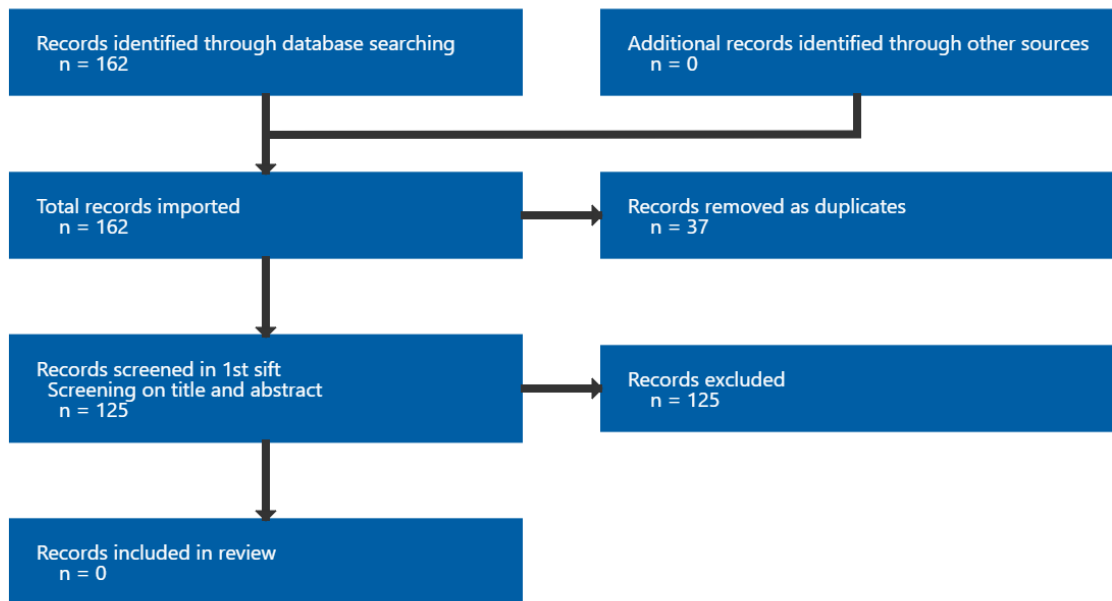 Records identified through database searching
n = 162
Additional records identified through other sources
n = 0
Total records imported
n = 162
Records removed as duplicates
n = 37
Records screened in 1st sift
Screening on title and abstract
n = 125
Records excluded
n = 125
Records included in review
n = 0